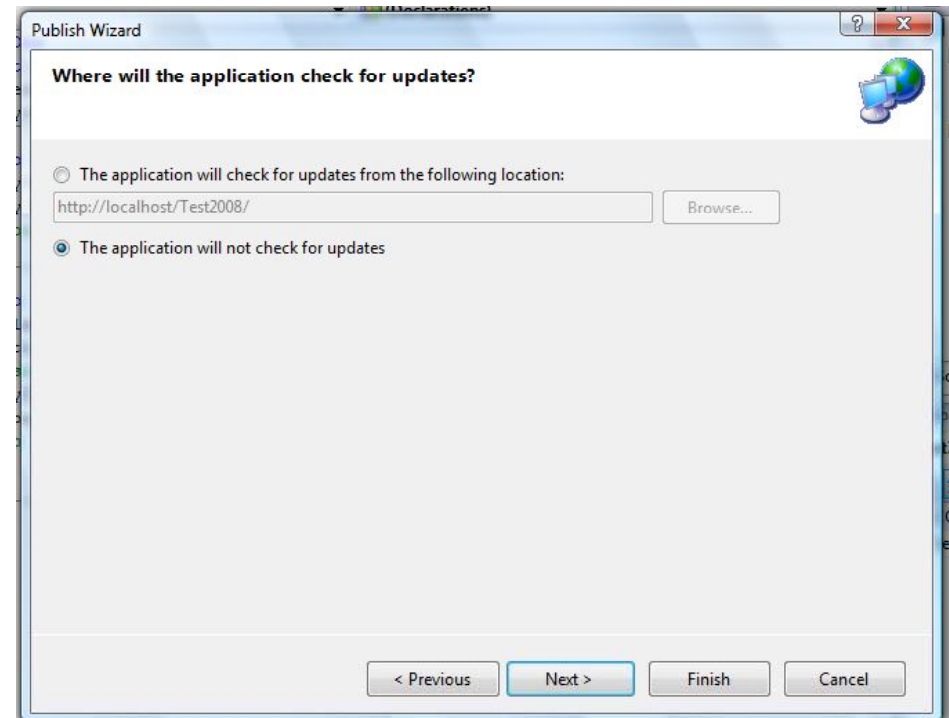 (Declarations)
Publish Wizard
Where will the application check for updates?
The application will check for updates from the following location:
http://localhost/Test2008/
Browse...
The application will not check for updates
< Previous
Next >
Finish
Cancel